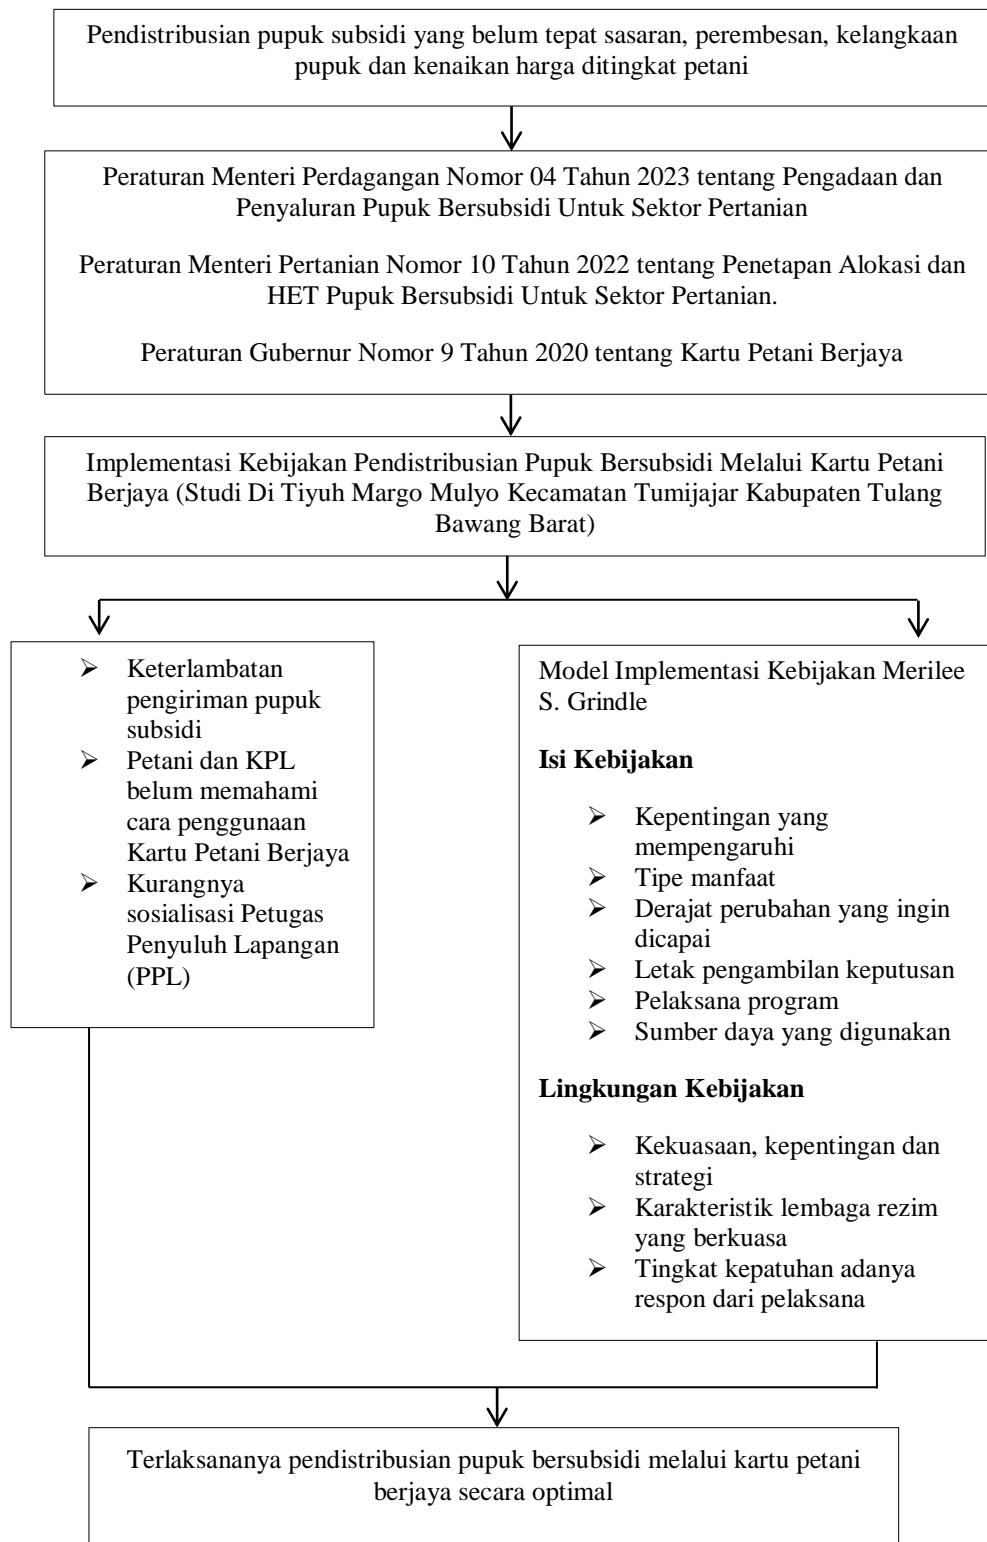 Pendistribusian pupuk subsidi yang belum tepat sasaran, perembesan, kelangkaan
pupuk dan kenaikan harga ditingkat petani
Peraturan Menteri Perdagangan Nomor 04 Tahun 2023 tentang Pengadaan dan
Penyaluran Pupuk Bersubsidi Untuk Sektor Pertanian
Peraturan Menteri Pertanian Nomor 10 Tahun 2022 tentang Penetapan Alokasi dan
HET Pupuk Bersubsidi Untuk Sektor Pertanian.
Peraturan Gubernur Nomor 9 Tahun 2020 tentang Kartu Petani Berjaya
Implementasi Kebijakan Pendistribusian Pupuk Bersubsidi Melalui Kartu Petani
Berjaya (Studi Di Tiyuh Margo Mulyo Kecamatan Tumijajar Kabupaten Tulang
Bawang Barat)
➢ Keterlambatan
pengiriman pupuk
subsidi
➢ Petani dan KPL
belum memahami
cara penggunaan
Kartu Petani Berjaya
➢ Kurangnya
sosialisasi Petugas
Penyuluh Lapangan
(PPL)
Model Implementasi Kebijakan Merilee
S. Grindle
Isi Kebijakan
➢ Kepentingan yang
mempengaruhi
➢ Tipe manfaat
➢ Derajat perubahan yang ingin
dicapai
➢ Letak pengambilan keputusan
➢ Pelaksana program
➢ Sumber daya yang digunakan
Lingkungan Kebijakan
➢ Kekuasaan, kepentingan dan
strategi
➢ Karakteristik lembaga rezim
yang berkuasa
➢ Tingkat kepatuhan adanya
respon dari pelaksana
Terlaksananya pendistribusian pupuk bersubsidi melalui kartu petani
berjaya secara optimal